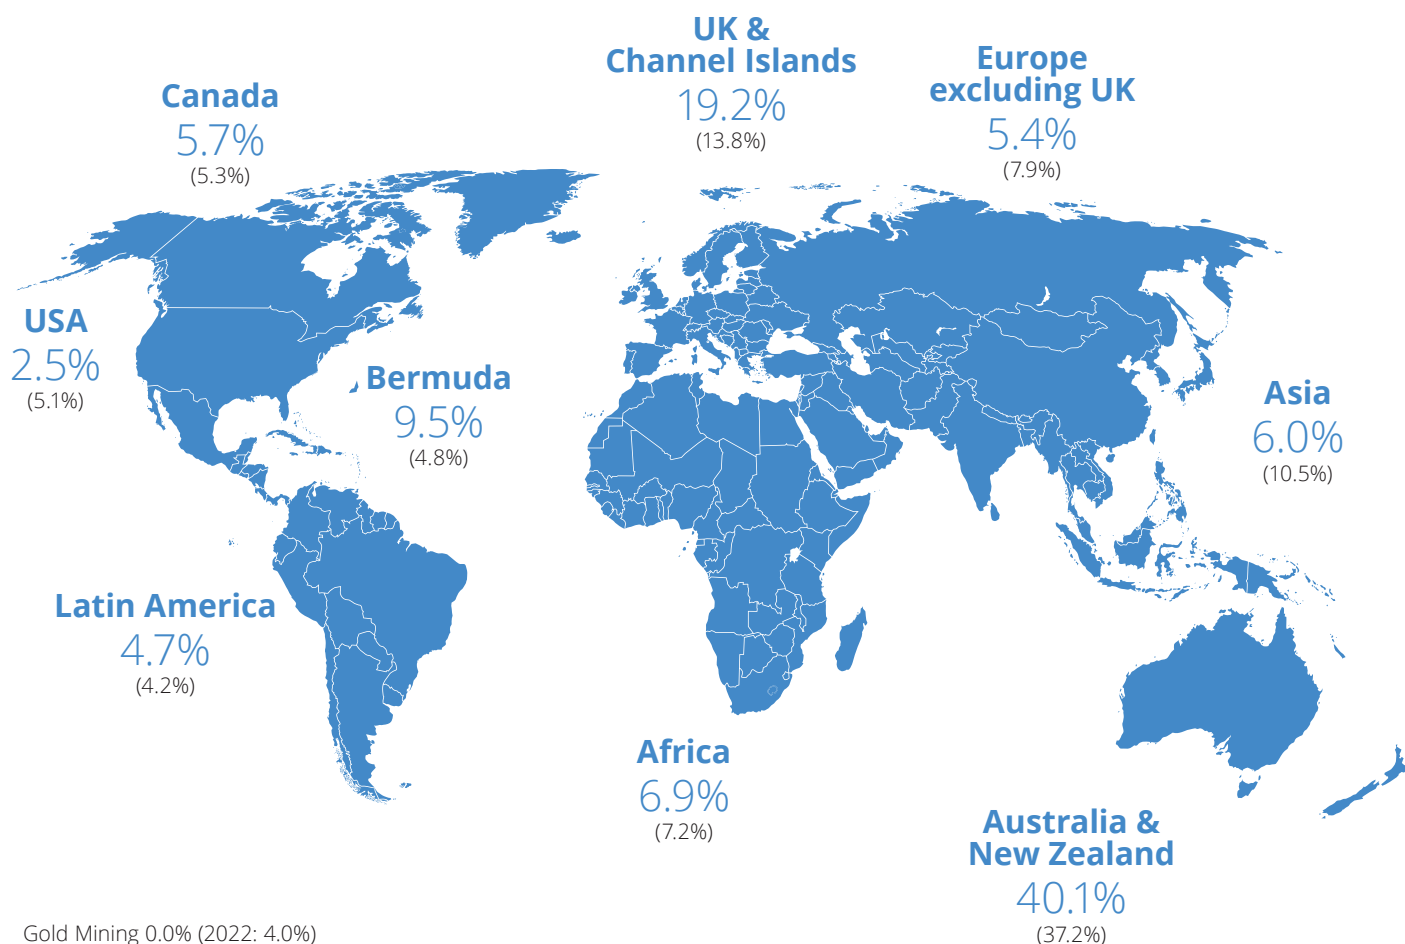 UK &
Channel Islands
19.2%
(13.8%)
Europe
excluding UK
5.4%
(7.9%)
Canada
5.7%
(5.3%)
USA
2.5%
(5.1%)
Bermuda
9.5%
(4.8%)
Asia
6.0%
(10.5%)
Latin America
4.7%
(4.2%)
Africa
6.9%
(7.2%)
Australia &
New Zealand
40.1%
(37.2%)
Gold Mining 0.0% (2022: 4.0%)